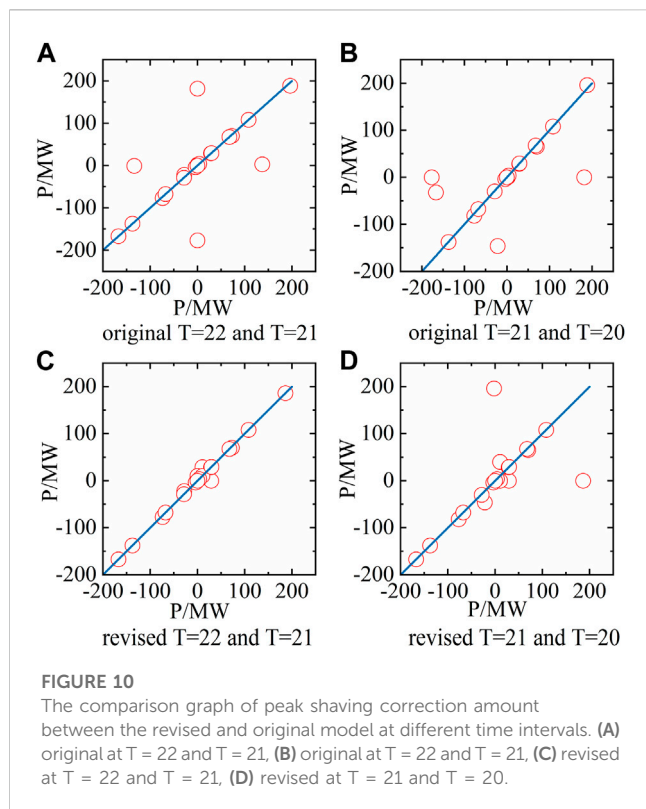 A
B
200
100
0
-100
-200
P/MW
-200 -100 0 100 200
P/MW
original T=22 and T=21
200
100
0
-100
-200
P/MW
-200 -100 0 100 200
P/MW
original T=21 and T=20
C
D
200
100
0
-100
-200
P/MW
-200 -100 0 100 200
P/MW
revised T=22 and T=21
200
100
0
-100
-200
P/MW
-200 -100 0 100 200
P/MW
revised T=21 and T=20
FIGURE 10
The comparison graph of peak shaving correction amount
between the revised and original model at different time intervals. (A)
original at T = 22 and T = 21, (B) original at T = 22 and T = 21, (C) revised
at T = 22 and T = 21, (D) revised at T = 21 and T = 20.